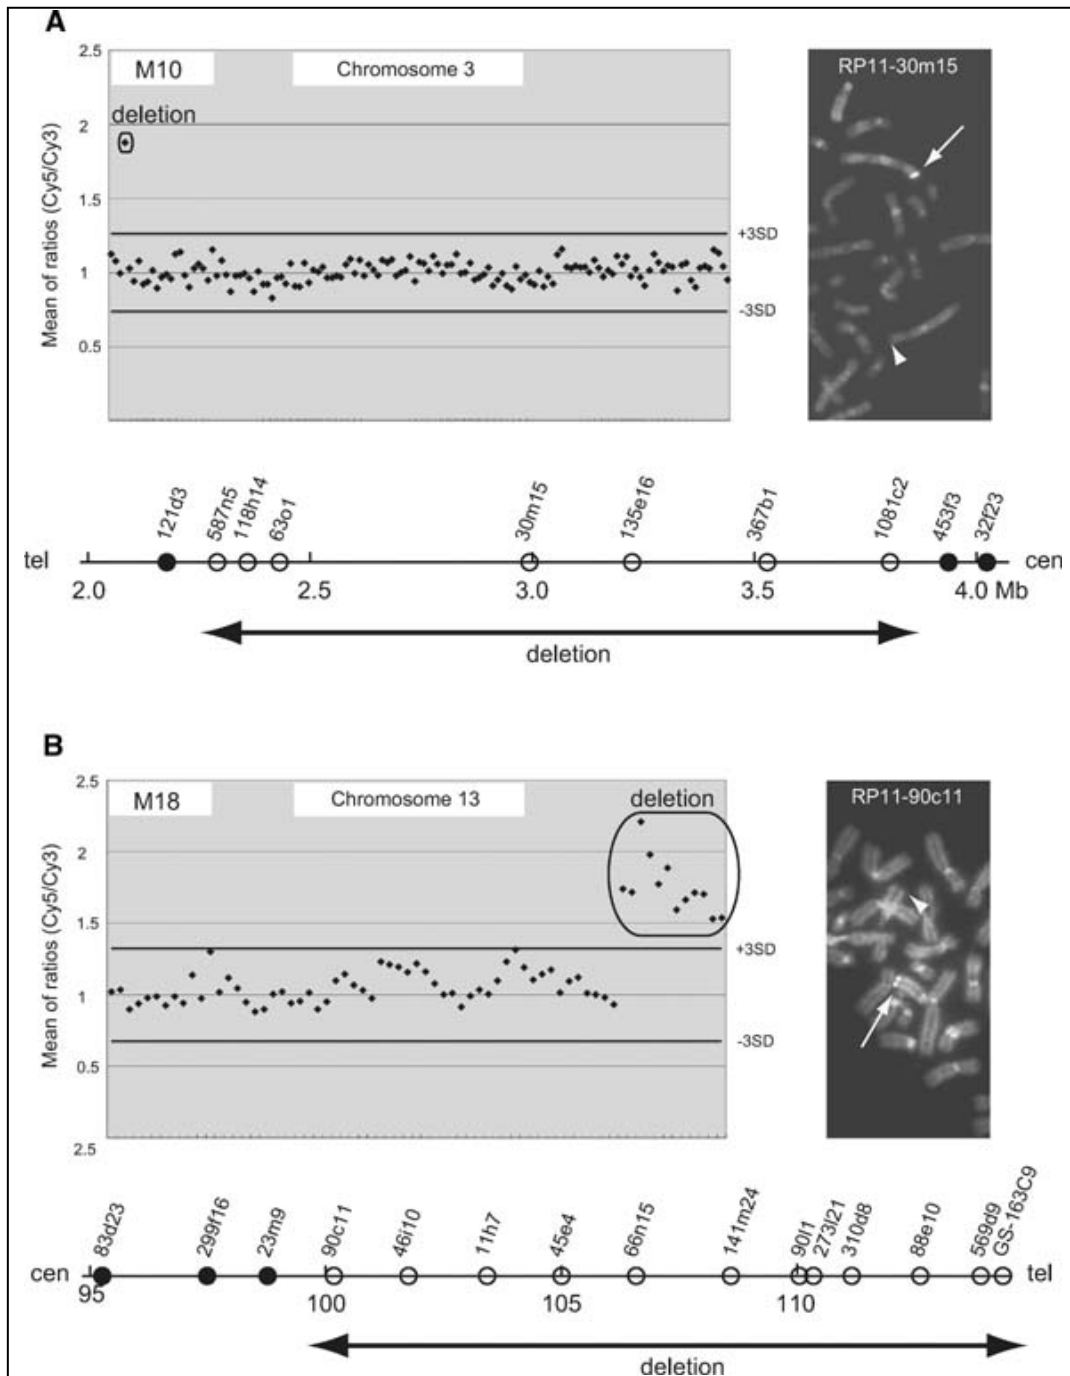 A
M10
Chromosome 3
RP11-30m15
deletion
Mean of ratios (Cy5/Cy3)
2.5
2
1.5
1
0.5
+3SD
-3SD
121d3
587n5
118h14
63o1
30m15
135e16
367b1
1081c2
453f3
32f23
tel
cen
2.0
2.5
3.0
3.5
4.0 Mb
deletion
B
M18
Chromosome 13
RP11-90c11
deletion
Mean of ratios (Cy5/Cy3)
2.5
2
1.5
1
0.5
2.5
+3SD
-3SD
83d23
299f16
23m9
90c11
46i10
11h7
45e4
66n15
141m24
90l1
273l21
310d8
88e10
569d9
GS-163C9
cen
tel
95
100
105
110
deletion